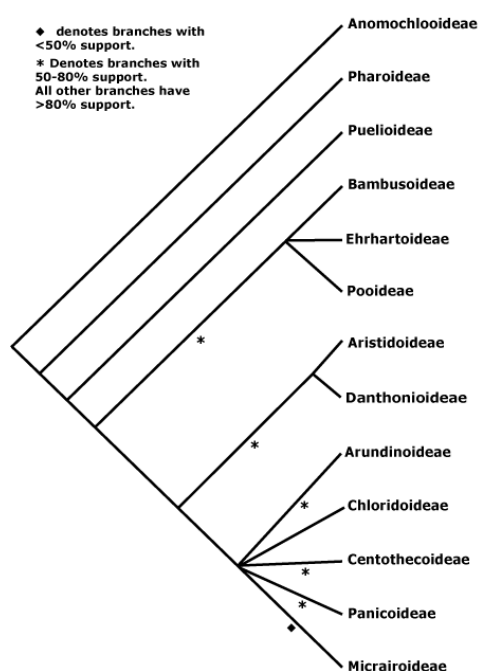 ◆ denotes branches with
<50% support.
* Denotes branches with
50-80% support.
All other branches have
>80% support.
Anomochlooideae
Pharoideae
Puelioideae
Bambusoideae
Ehrhartoideae
Pooideae
*
Aristidoideae
Danthonioideae
*
Arundinoideae
*
Chloridoideae
Centothecoideae
*
*
Panicoideae
◆
Micrairoideae